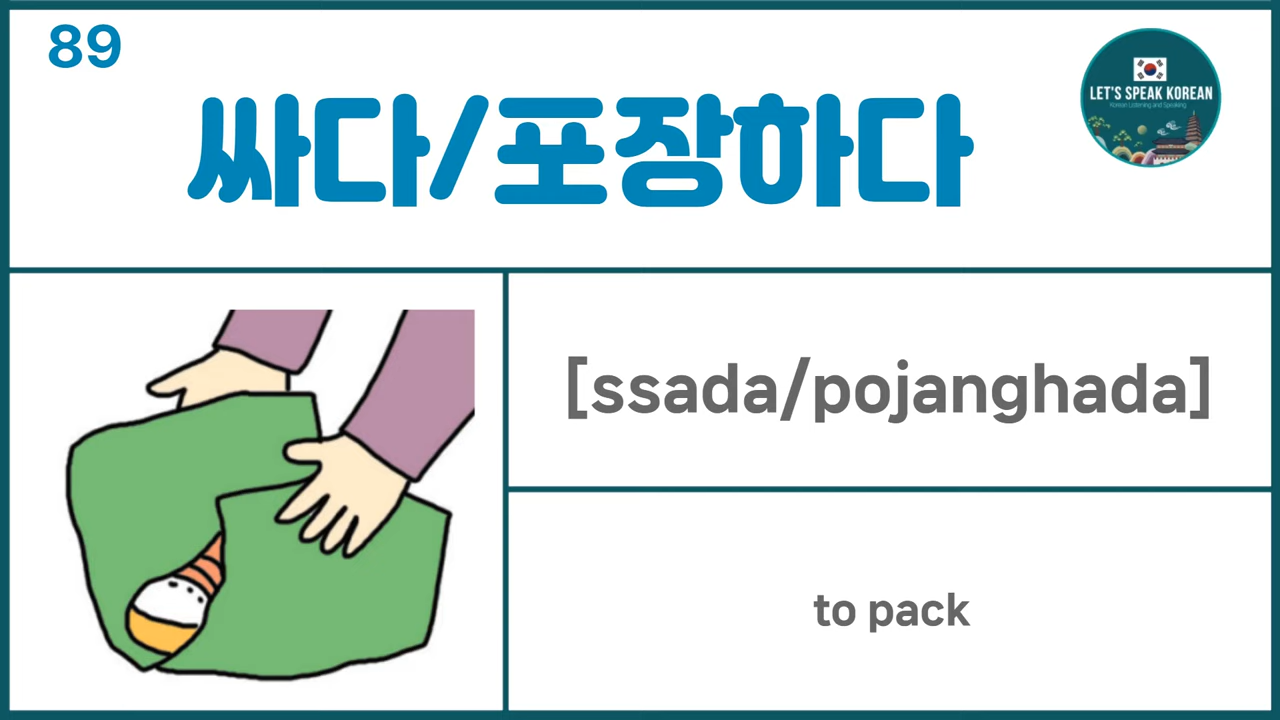 89
싸다/포장하다
LET'S SPEAK KOREAN
Korean Listening and Speaking
[ssada/pojanghada]
to pack